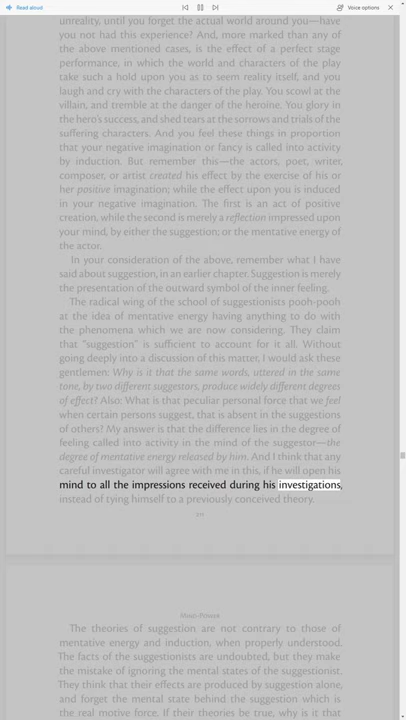 Read aloud
Voice options
unreality, until you forget the actual world around you—have
you not had this experience? And, more marked than any of
the above mentioned cases, is the effect of a perfect stage
performance, in which the world and characters of the play
take such a hold upon you as to seem reality itself, and you
laugh and cry with the characters of the play. You scowl at the
villain, and tremble at the danger of the heroine. You glory in
the hero's success, and shed tears at the sorrows and trials of the
suffering characters. And you feel these things in proportion
that your negative imagination or fancy is called into activity
by induction. But remember this—the actors, poet, writer,
composer, or artist created his effect by the exercise of his or
her positive imagination; while the effect upon you is induced
in your negative imagination. The first is an act of positive
creation, while the second is merely a reflection impressed upon
your mind, by either the suggestion; or the mentative energy of
the actor.
In your consideration of the above, remember what I have
said about suggestion, in an earlier chapter. Suggestion is merely
the presentation of the outward symbol of the inner feeling.
The radical wing of the school of suggestionists pooh-pooh
at the idea of mentative energy having anything to do with
the phenomena which we are now considering. They claim
that "suggestion" is sufficient to account for it all. Without
going deeply into a discussion of this matter, I would ask these
gentlemen: Why is it that the same words, uttered in the same
tone, by two different suggestors, produce widely different degrees
of effect? Also: What is that peculiar personal force that we feel
when certain persons suggest, that is absent in the suggestions
of others? My answer is that the difference lies in the degree of
feeling called into activity in the mind of the suggestor—the
degree of mentative energy released by him. And I think that any
careful investigator will agree with me in this, if he will open his
mind to all the impressions received during his investigations,
instead of tying himself to a previously conceived theory.
Mind-Power
The theories of suggestion are not contrary to those of
mentative energy and induction, when properly understood.
The facts of the suggestionists are undoubted, but they make
the mistake of ignoring the mental states of the suggestionist.
They think that their effects are produced by suggestion alone,
and forget the mental state behind the suggestion which is
the real motive force. If their theories be true, why is it that